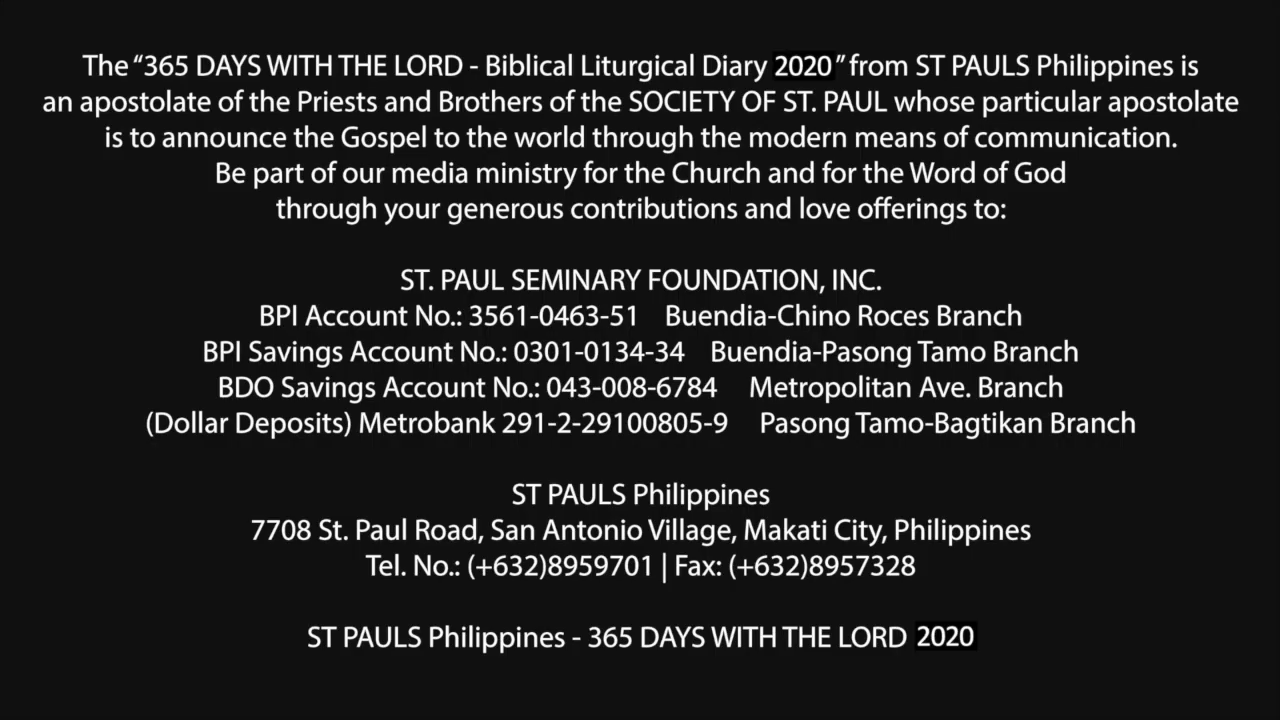 The “365 DAYS WITH THE LORD - Biblical Liturgical Diary 2020” from ST PAULS Philippines is
an apostolate of the Priests and Brothers of the SOCIETY OF ST. PAUL whose particular apostolate
is to announce the Gospel to the world through the modern means of communication.
Be part of our media ministry for the Church and for the Word of God
through your generous contributions and love offerings to:
ST. PAUL SEMINARY FOUNDATION, INC.
BPI Account No.: 3561-0463-51 Buendia-Chino Roces Branch
BPI Savings Account No.: 0301-0134-34 Buendia-Pasong Tamo Branch
BDO Savings Account No.: 043-008-6784 Metropolitan Ave. Branch
(Dollar Deposits) Metrobank 291-2-29100805-9 Pasong Tamo-Bagtikan Branch
ST PAULS Philippines
7708 St. Paul Road, San Antonio Village, Makati City, Philippines
Tel. No.: (+632)8959701 | Fax: (+632)8957328
ST PAULS Philippines - 365 DAYS WITH THE LORD 2020